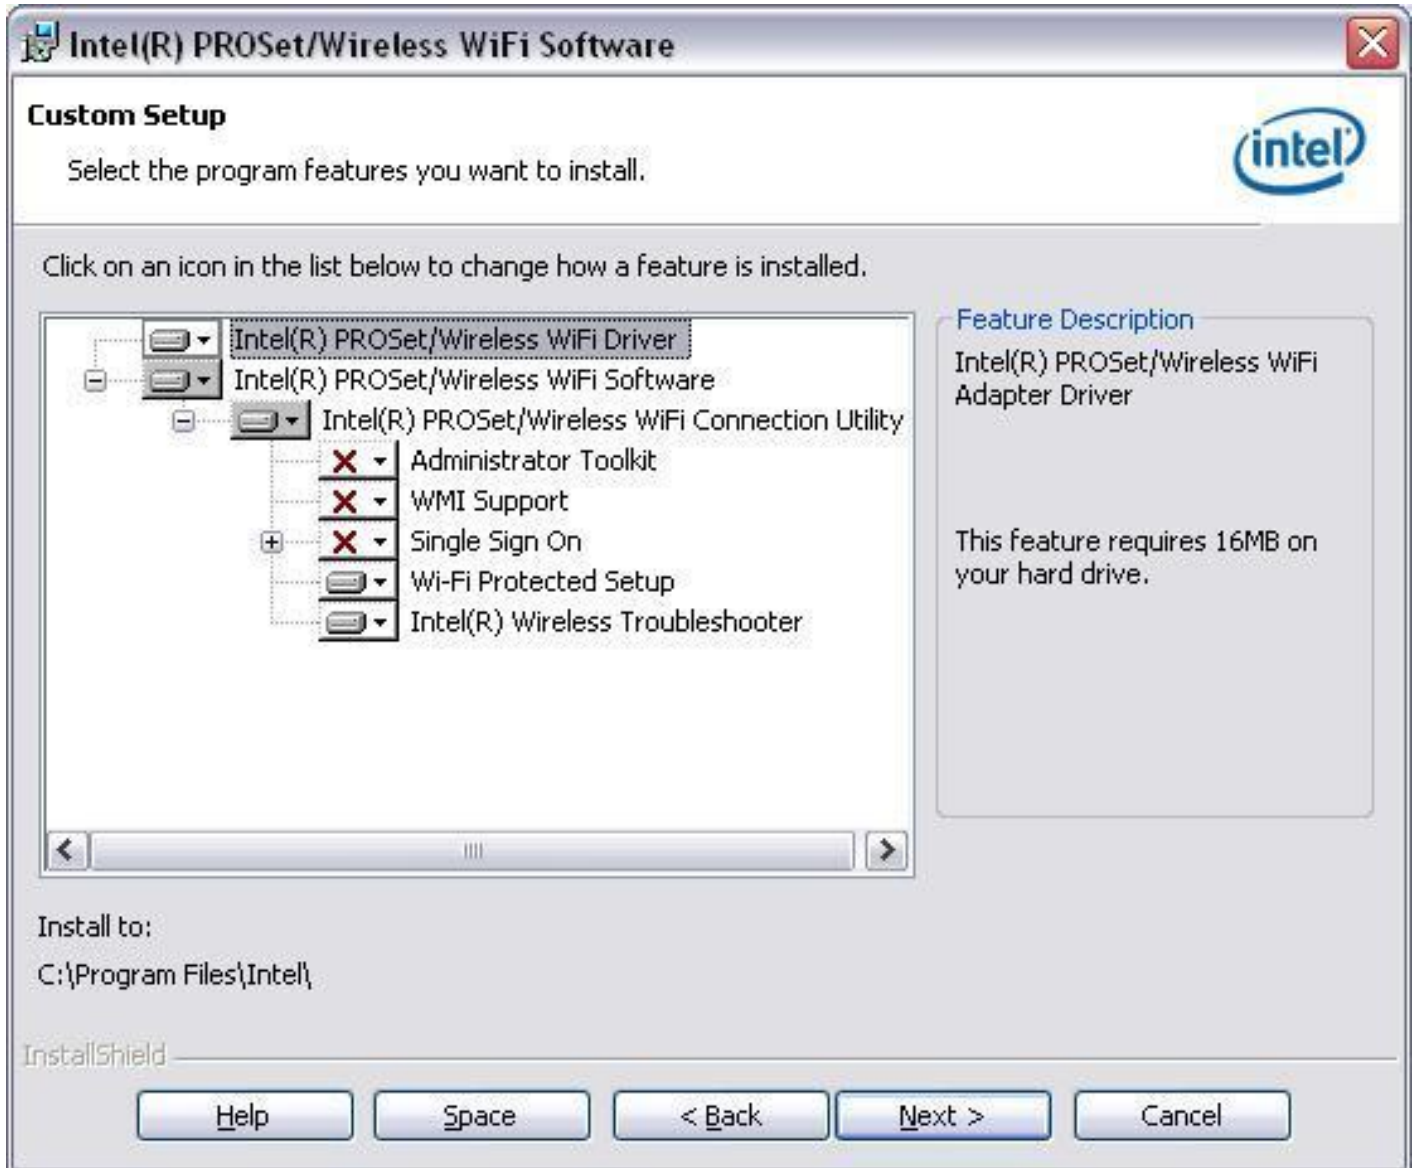 Intel(R) PROSet/Wireless WiFi Software
Custom Setup
Select the program features you want to install.
intel
Click on an icon in the list below to change how a feature is installed.
Intel(R) PROSet/Wireless WiFi Driver
Intel(R) PROSet/Wireless WiFi Software
Intel(R) PROSet/Wireless WiFi Connection Utility
Administrator Toolkit
WMI Support
Single Sign On
Wi-Fi Protected Setup
Intel(R) Wireless Troubleshooter
Feature Description
Intel(R) PROSet/Wireless WiFi
Adapter Driver
This feature requires 16MB on
your hard drive.
Install to:
C:\Program Files\Intel\
InstallShield
Help
Space
< Back
Next >
Cancel